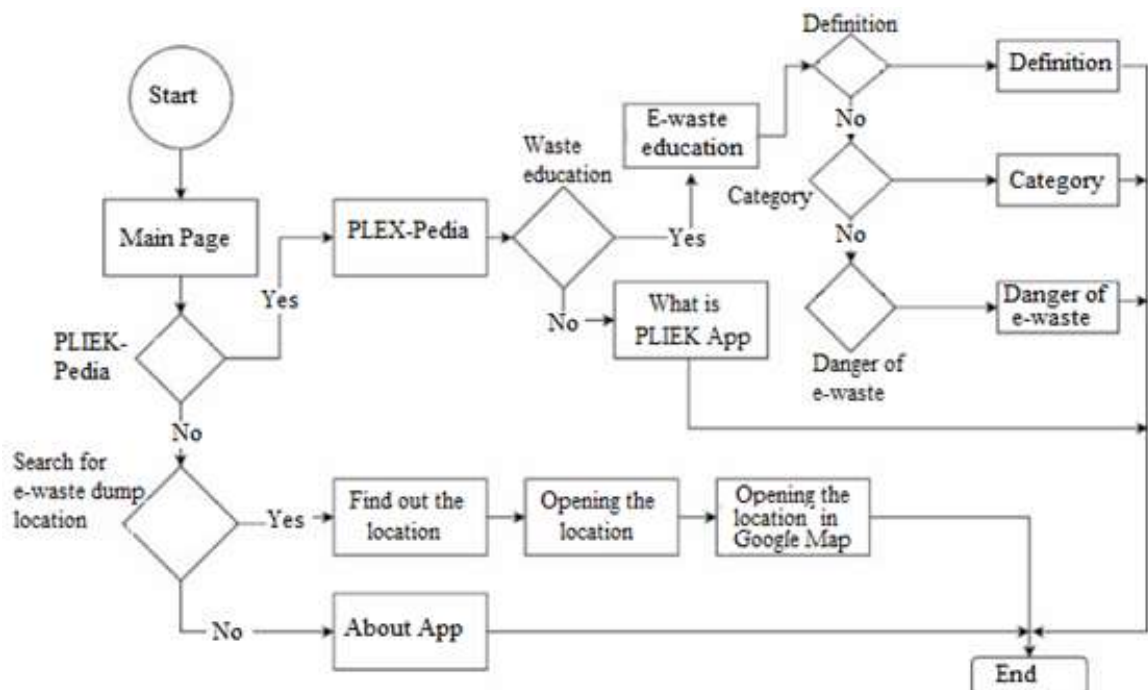 Start
Main Page
PLIEK-
Pedia
Yes
No
PLEX-Pedia
Waste
education
Yes
No
E-waste
education
What is
PLIEK App
Definition
No
Definition
Category
No
Category
Danger of
e-waste
Danger of
e-waste
Search for
e-waste dump
location
Yes
Find out the
location
Opening the
location
Opening the
location in
Google Map
No
About App
End